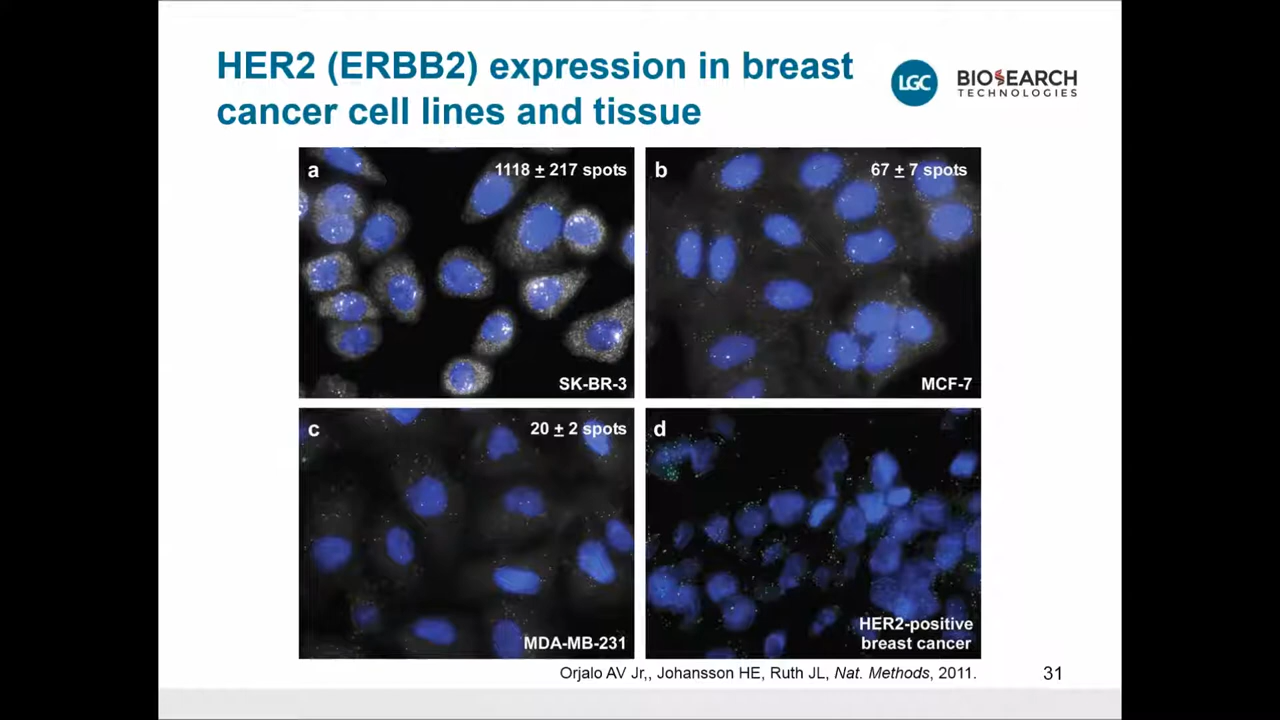 HER2 (ERBB2) expression in breast
cancer cell lines and tissue
LGC
BIOSEARCH
TECHNOLOGIES
a
1118 ± 217 spots
SK-BR-3
b
67 ± 7 spots
MCF-7
c
20 ± 2 spots
MDA-MB-231
d
HER2-positive
breast cancer
Orjalo AV Jr,, Johansson HE, Ruth JL, Nat. Methods, 2011.
31